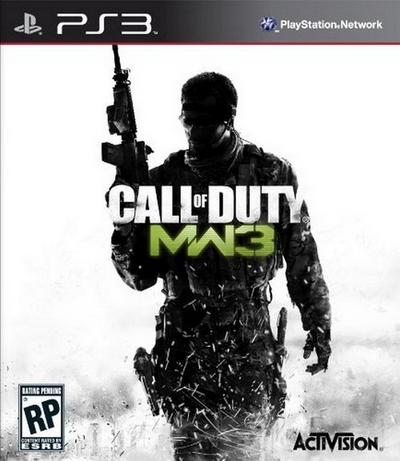 PS3
PlayStation®Network
CALL OF DUTY®
MW3
RATING PENDING
RP
CONTENT RATED BY
ESRB
ACTIVISION®